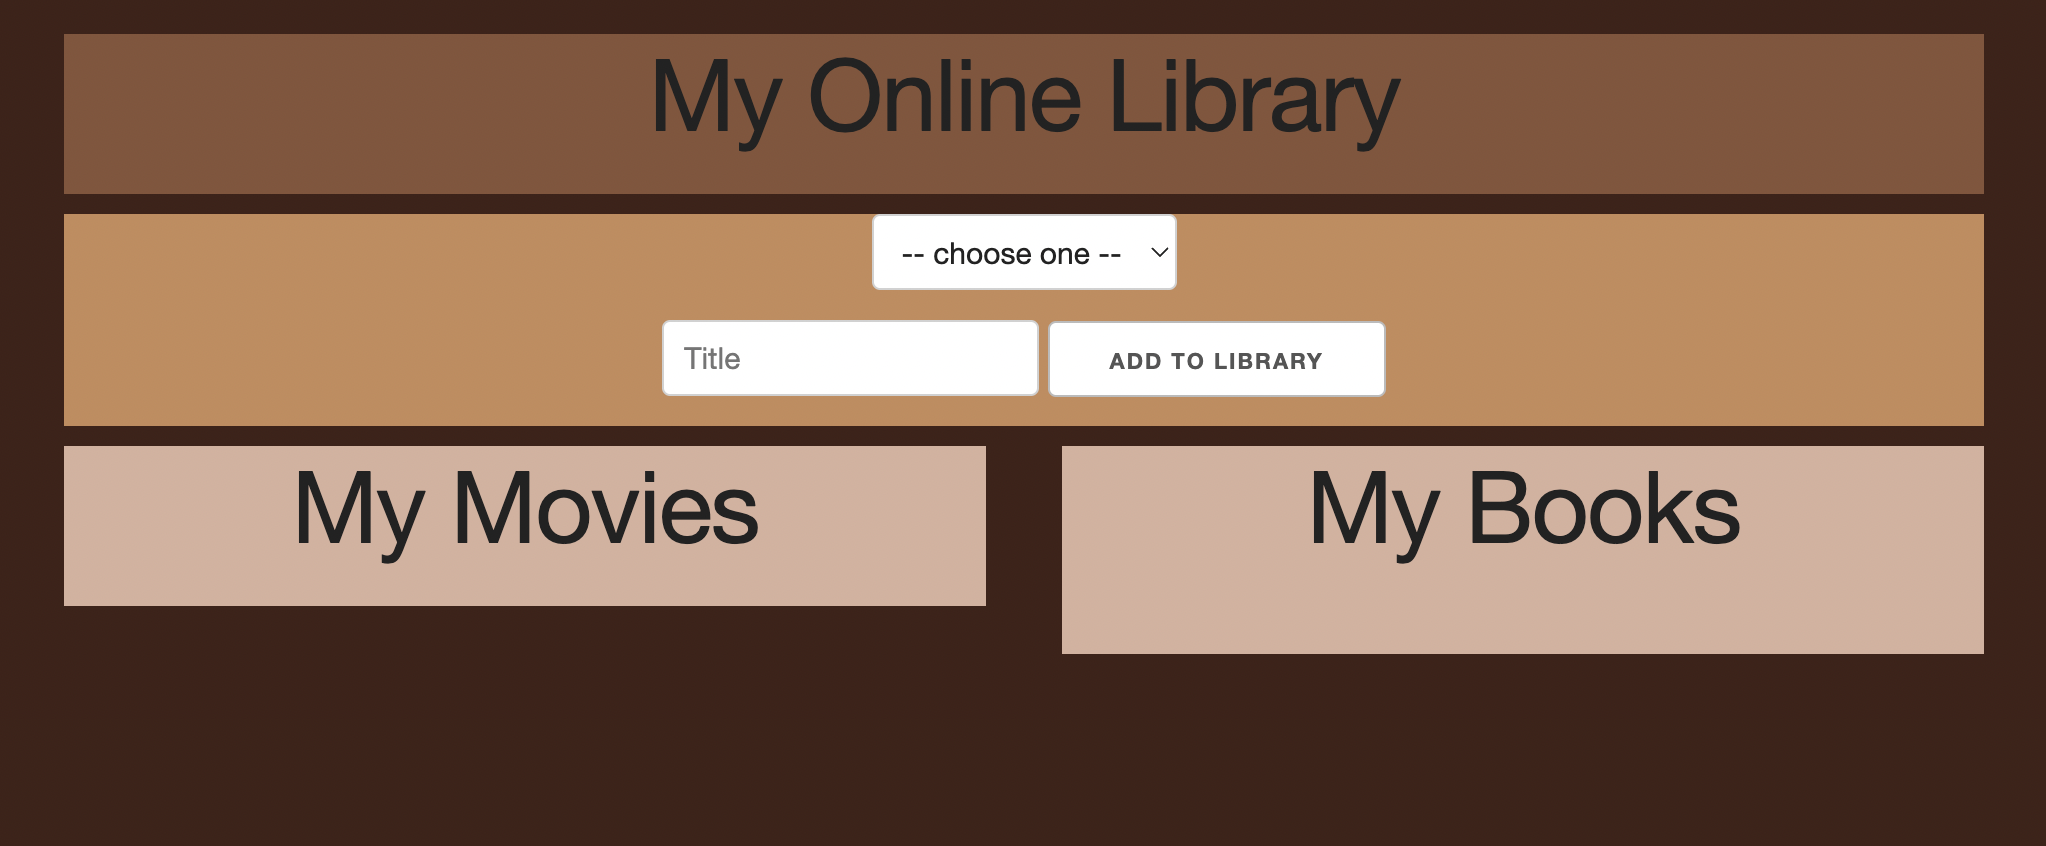 My Online Library
-- choose one --
Title
ADD TO LIBRARY
My Movies
My Books